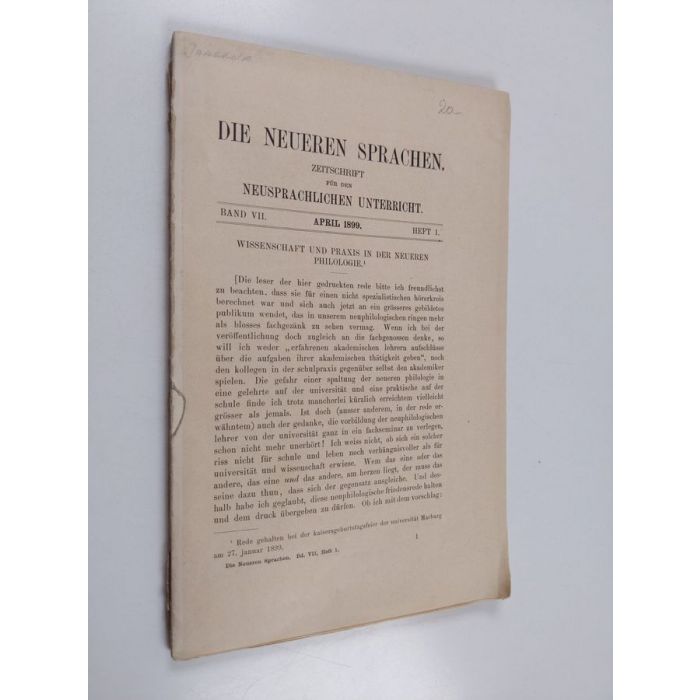 20-
DIE NEUEREN SPRACHEN.
ZEITSCHRIFT
FÜR DEN
NEUSPRACHLICHEN UNTERRICHT.
BAND VII. APRIL 1899. HEFT 1.
WISSENSCHAFT UND PRAXIS IN DER NEUEREN
PHILOLOGIE.¹
[Die leser der hier gedruckten rede bitte ich freundlichst
zu beachten, dass sie für einen nicht spezialistischen hörerkreis
berechnet war und sich auch jetzt an ein grösseres gebildetes
publikum wendet, das in unserem neuphilologischen ringen mehr
als blosses fachgezänk zu sehen vermag. Wenn ich bei der
veröffentlichung doch zugleich an die fachgenossen denke, so
will ich weder „erfahrenen akademischen lehrern aufschlüsse
über die aufgaben ihrer akademischen thätigkeit geben", noch
den kollegen in der schulpraxis gegenüber selbst den akademiker
spielen. Die gefahr einer spaltung der neueren philologie in
eine gelehrte auf der universität und eine praktische auf der
schule finde ich trotz mancherlei kürzlich erreichtem vielleicht
grösser als jemals. Ist doch (ausser anderem, in der rede er-
wähntem) auch der gedanke, die vorbildung der neuphilologischen
lehrer von der universität ganz in ein fachseminar zu verlegen,
schon nicht mehr unerhört! Ich weiss nicht, ob sich ein solcher
riss nicht für schule und leben noch verhängnisvoller als für
universität und wissenschaft erwiese. Wem das eine oder das
andere, das eine und das andere, am herzen liegt, der muss das
seine dazu thun, dass sich der gegensatz ausgleiche. Und des-
halb habe ich geglaubt, diese neuphilologische friedensrede halten
und dem druck übergeben zu dürfen. Ob ich mit dem vorschlag:
¹ Rede gehalten bei der kaisersgeburtstagsfeier der universität Marburg
am 27. januar 1899.
Die Neueren Sprachen. Bd. VII, Heft 1. 1